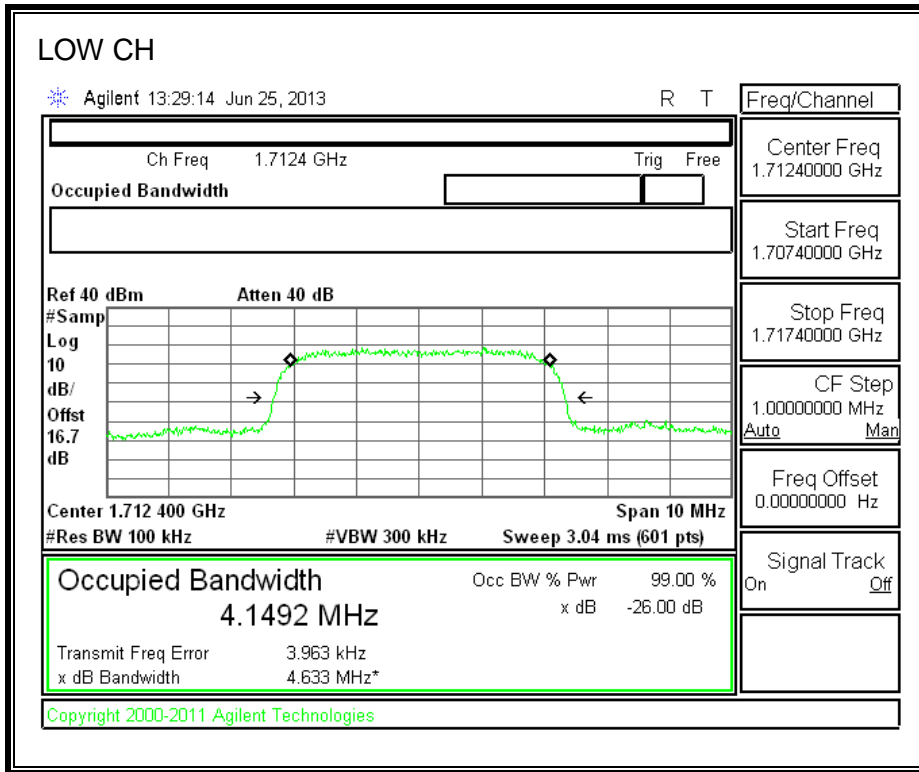 LOW CH
Agilent 13:29:14 Jun 25, 2013 R T
Freq/Channel
Ch Freq 1.7124 GHz Trig Free
Occupied Bandwidth
Center Freq
1.71240000 GHz
Start Freq
1.70740000 GHz
Stop Freq
1.71740000 GHz
CF Step
1.00000000 MHz
Auto Man
Freq Offset
0.00000000 Hz
Signal Track
On Off
Ref 40 dBm Atten 40 dB
#Samp
Log
10
dB/
Offst
16.7
dB
Center 1.712 400 GHz Span 10 MHz
#Res BW 100 kHz #VBW 300 kHz Sweep 3.04 ms (601 pts)
Occupied Bandwidth Occ BW % Pwr 99.00 %
4.1492 MHz x dB -26.00 dB
Transmit Freq Error 3.963 kHz
x dB Bandwidth 4.633 MHz*
Copyright 2000-2011 Agilent Technologies